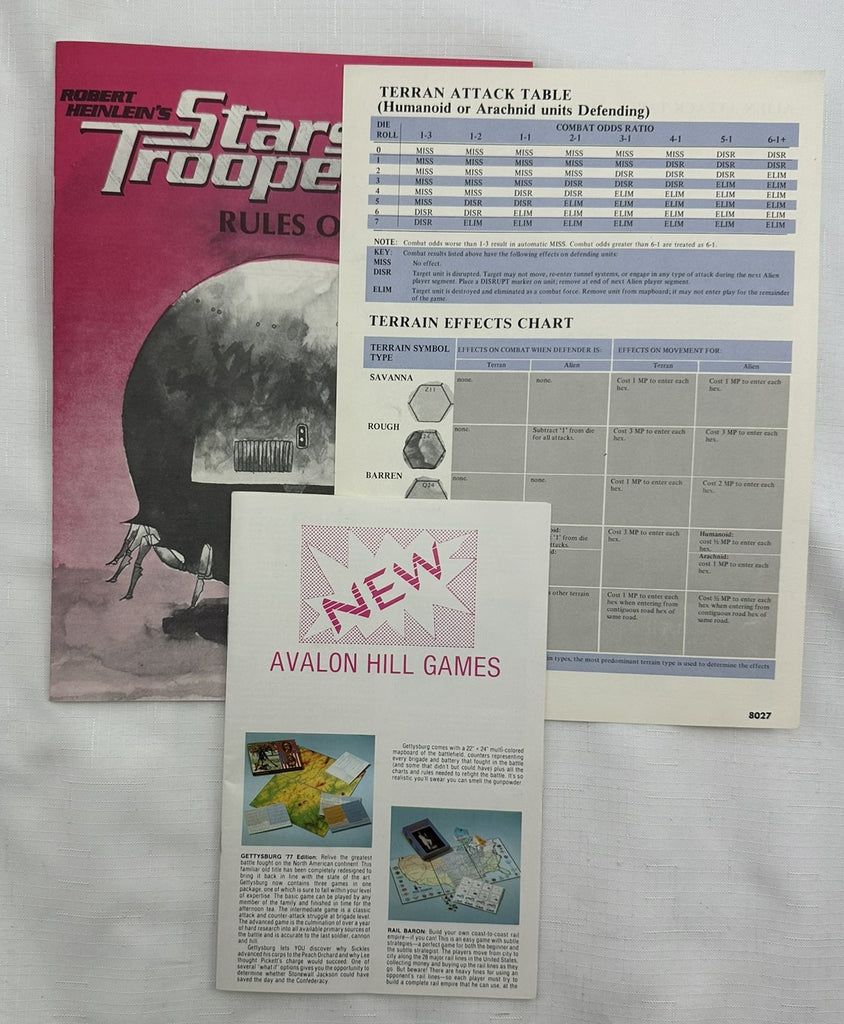 ROBERT
HEINLEIN'S
Stars
Troope
RULES O
TERRAN ATTACK TABLE
(Humanoid or Arachnid units Defending)
DIE ROLL COMBAT ODDS RATIO
1-3 1-2 1-1 2-1 3-1 4-1 5-1 6-1+
0 MISS MISS MISS MISS MISS MISS DISR DISR
1 MISS MISS MISS MISS MISS DISR DISR DISR
2 MISS MISS MISS MISS DISR DISR DISR ELIM
3 MISS MISS MISS DISR DISR DISR ELIM ELIM
4 MISS MISS DISR DISR DISR ELIM ELIM ELIM
5 MISS DISR DISR ELIM ELIM ELIM ELIM ELIM
6 DISR DISR ELIM ELIM ELIM ELIM ELIM ELIM
7 DISR ELIM ELIM ELIM ELIM ELIM ELIM ELIM
NOTE: Combat odds worse than 1-3 result in automatic MISS. Combat odds greater than 6-1 are treated as 6-1.
KEY: Combat results listed above have the following effects on defending units:
MISS No effect.
DISR Target unit is disrupted. Target may not move, re-enter tunnel systems, or engage in any type of attack during the next Alien
player segment. Place a DISRUPT marker on unit; remove at end of next Alien player segment.
ELIM Target unit is destroyed and eliminated as a combat force. Remove unit from mapboard; it may not enter play for the remainder
of the game.
TERRAIN EFFECTS CHART
TERRAIN SYMBOL TYPE EFFECTS ON COMBAT WHEN DEFENDER IS: EFFECTS ON MOVEMENT FOR:
Terran Alien Terran Alien
SAVANNA Z11 none. none. Cost 1 MP to enter each hex. Cost 1 MP to enter each hex.
ROUGH none. Subtract '1' from die for all attacks. Cost 3 MP to enter each hex. Cost 3 MP to enter each hex.
BARREN Q24 none. none. Cost 1 MP to enter each hex. Cost 2 MP to enter each hex.
'1' from die
ttacks.
Cost 3 MP to enter each hex.
Humanoid:
cost ½ MP to enter each hex.
Arachnid:
cost 1 MP to enter each hex.
other terrain
Cost 1 MP to enter each hex when entering from contiguous road hex of same road.
Cost ½ MP to enter each hex when entering from contiguous road hex of same road.
in types, the most predominant terrain type is used to determine the effects
8027
NEW
AVALON HILL GAMES
GETTYSBURG '77 Edition: Relive the greatest
battle fought on the North American continent. This
familiar old title has been completely redesigned to
bring it back in line with the state of the art.
Gettysburg now contains three games in one
package, one of which is sure to fall within your level
of expertise. The basic game can be played by any
member of the family and finished in time for the
afternoon tea. The intermediate game is a classic
attack and counter-attack struggle at brigade level.
The advanced game is the culmination of over a year
of hard research into all available primary sources of
the battle and is accurate to the last soldier, cannon
and hill.
Gettysburg lets YOU discover why Sickles
advanced his corps to the Peach Orchard and why Lee
thought Pickett's charge would succeed. One of
several "what if" options gives you the opportunity to
determine whether Stonewall Jackson could have
saved the day and the Confederacy.
Gettysburg comes with a 22" × 24" multi-colored
mapboard of the battlefield, counters representing
every brigade and battery that fought in the battle
(and some that didn't but could have) plus all the
charts and rules needed to refight the battle. It's so
realistic you'll swear you can smell the gunpowder.
RAIL BARON: Build your own coast-to-coast rail
empire—if you can! This is an easy game with subtle
strategies—a perfect game for both the beginner and
the subtle strategist. The players move from city to
city along the 28 major rail lines in the United States,
collecting money and buying up the rail lines as they
go. But beware! There are heavy fines for using an
opponent's rail lines—so each player must try to
build a complete rail empire that he can use, at the